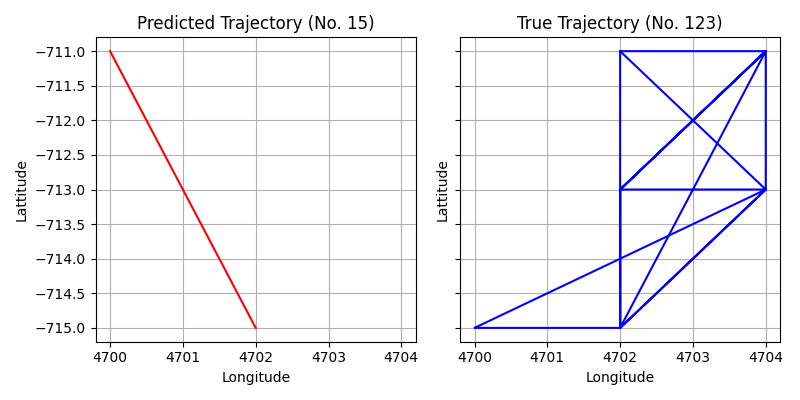 Predicted Trajectory (No. 15)
Lattitude
−711.0
−711.5
−712.0
−712.5
−713.0
−713.5
−714.0
−714.5
−715.0
4700 4701 4702 4703 4704
Longitude
True Trajectory (No. 123)
Lattitude
4700 4701 4702 4703 4704
Longitude